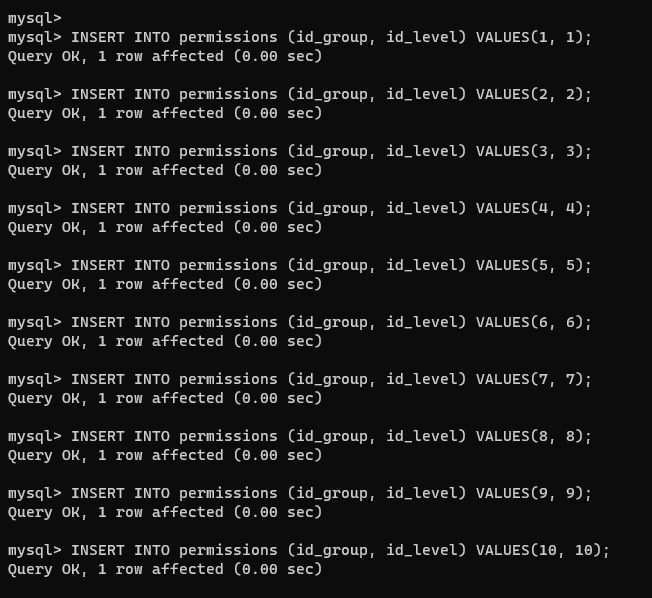 mysql>
mysql> INSERT INTO permissions (id_group, id_level) VALUES(1, 1);
Query OK, 1 row affected (0.00 sec)
mysql> INSERT INTO permissions (id_group, id_level) VALUES(2, 2);
Query OK, 1 row affected (0.00 sec)
mysql> INSERT INTO permissions (id_group, id_level) VALUES(3, 3);
Query OK, 1 row affected (0.00 sec)
mysql> INSERT INTO permissions (id_group, id_level) VALUES(4, 4);
Query OK, 1 row affected (0.00 sec)
mysql> INSERT INTO permissions (id_group, id_level) VALUES(5, 5);
Query OK, 1 row affected (0.00 sec)
mysql> INSERT INTO permissions (id_group, id_level) VALUES(6, 6);
Query OK, 1 row affected (0.00 sec)
mysql> INSERT INTO permissions (id_group, id_level) VALUES(7, 7);
Query OK, 1 row affected (0.00 sec)
mysql> INSERT INTO permissions (id_group, id_level) VALUES(8, 8);
Query OK, 1 row affected (0.00 sec)
mysql> INSERT INTO permissions (id_group, id_level) VALUES(9, 9);
Query OK, 1 row affected (0.00 sec)
mysql> INSERT INTO permissions (id_group, id_level) VALUES(10, 10);
Query OK, 1 row affected (0.00 sec)